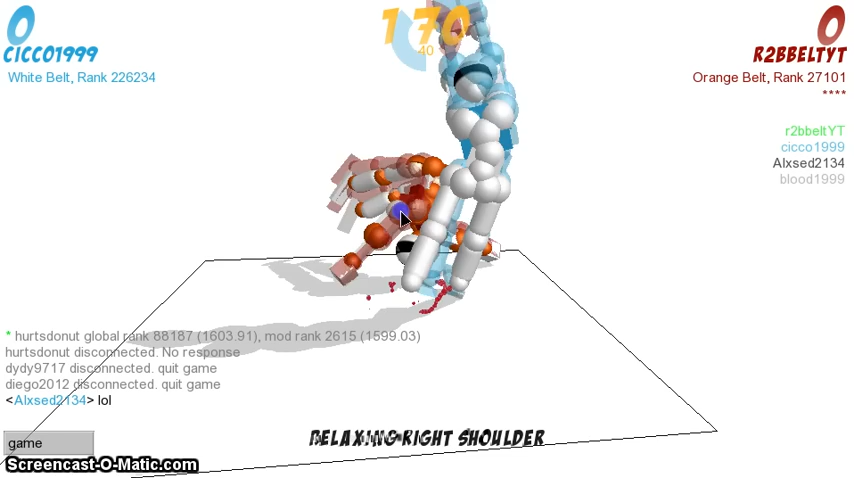 0
CICCO1999
White Belt, Rank 226234
170
40
0
R2BBELTYT
Orange Belt, Rank 27101
****
r2bbeltYT
cicco1999
Alxsed2134
blood1999
* hurtsdonut global rank 88187 (1603.91), mod rank 2615 (1599.03)
hurtsdonut disconnected. No response
dydy9717 disconnected. quit game
diego2012 disconnected. quit game
<Alxsed2134> lol
game
RELAXING RIGHT SHOULDER
Screencast-O-Matic.com